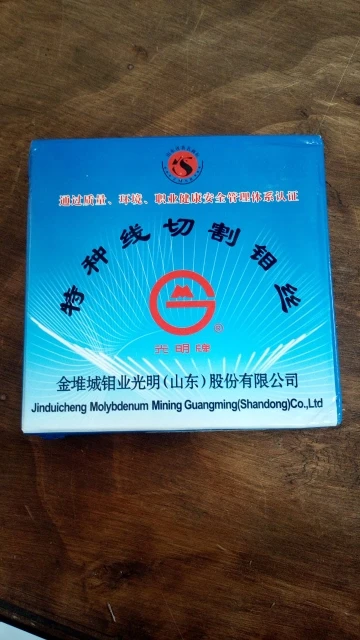 通过质量、环境、职业健康安全管理体系认证
特种线切割钼丝
光明牌
金堆城钼业光明(山东)股份有限公司
Jinduicheng Molybdenum Mining Guangming(Shandong)Co.,Ltd